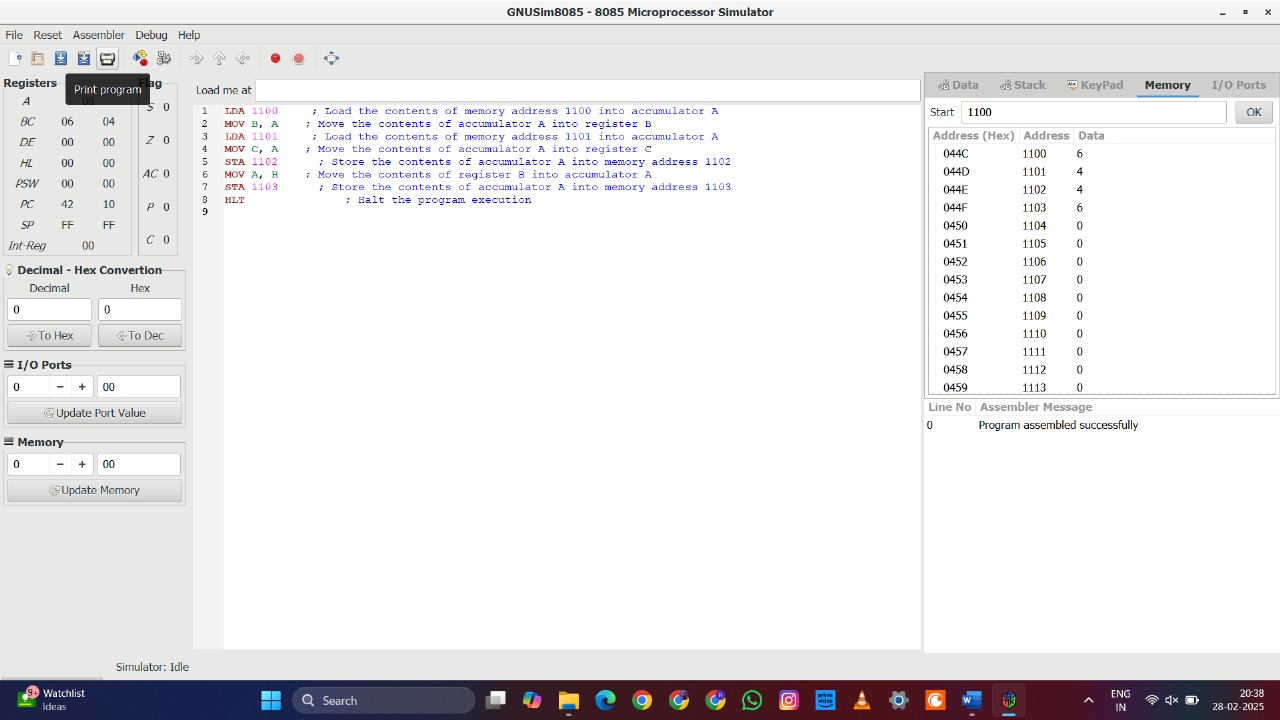 GNUSim8085 - 8085 Microprocessor Simulator
File Reset Assembler Debug Help
Print program
Registers Flag
A 06
BC 06 04
DE 00 00
HL 00 00
PSW 00 00
PC 42 10
SP FF FF
Int-Reg 00
S 0
Z 0
AC 0
P 0
C 0
Decimal - Hex Convertion
Decimal Hex
0 0
To Hex To Dec
I/O Ports
0 - + 00
Update Port Value
Memory
0 - + 00
Update Memory
Load me at
1 LDA 1100 ; Load the contents of memory address 1100 into accumulator A
2 MOV B, A ; Move the contents of accumulator A into register B
3 LDA 1101 ; Load the contents of memory address 1101 into accumulator A
4 MOV C, A ; Move the contents of accumulator A into register C
5 STA 1102 ; Store the contents of accumulator A into memory address 1102
6 MOV A, B ; Move the contents of register B into accumulator A
7 STA 1103 ; Store the contents of accumulator A into memory address 1103
8 HLT ; Halt the program execution
9
Data Stack KeyPad Memory I/O Ports
Start 1100 OK
Address (Hex) Address Data
044C 1100 6
044D 1101 4
044E 1102 4
044F 1103 6
0450 1104 0
0451 1105 0
0452 1106 0
0453 1107 0
0454 1108 0
0455 1109 0
0456 1110 0
0457 1111 0
0458 1112 0
0459 1113 0
Line No Assembler Message
0 Program assembled successfully
Simulator: Idle
9+ Watchlist
Ideas
Search
prime video
ENG
IN
20:38
28-02-2025